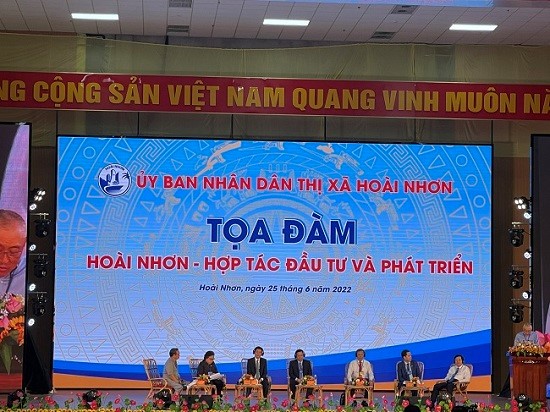 NG CỘNG SẢN VIỆT NAM QUANG VINH MUÔN N
ỦY BAN NHÂN DÂN THỊ XÃ HOÀI NHƠN
TỌA ĐÀM
HOÀI NHƠN - HỢP TÁC ĐẦU TƯ VÀ PHÁT TRIỂN
Hoài Nhơn, ngày 25 tháng 6 năm 2022